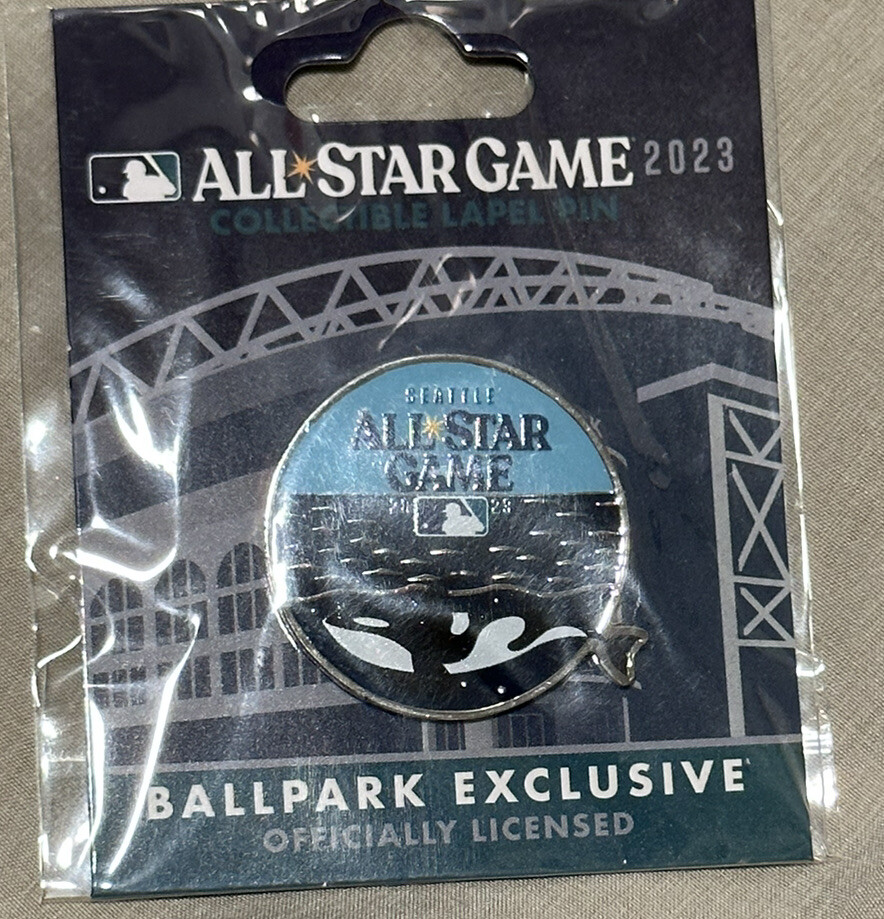 ALL STAR GAME 2023
COLLECTIBLE LAPEL PIN
SEATTLE
ALL STAR
GAME
20 23
BALLPARK EXCLUSIVE
OFFICIALLY LICENSED